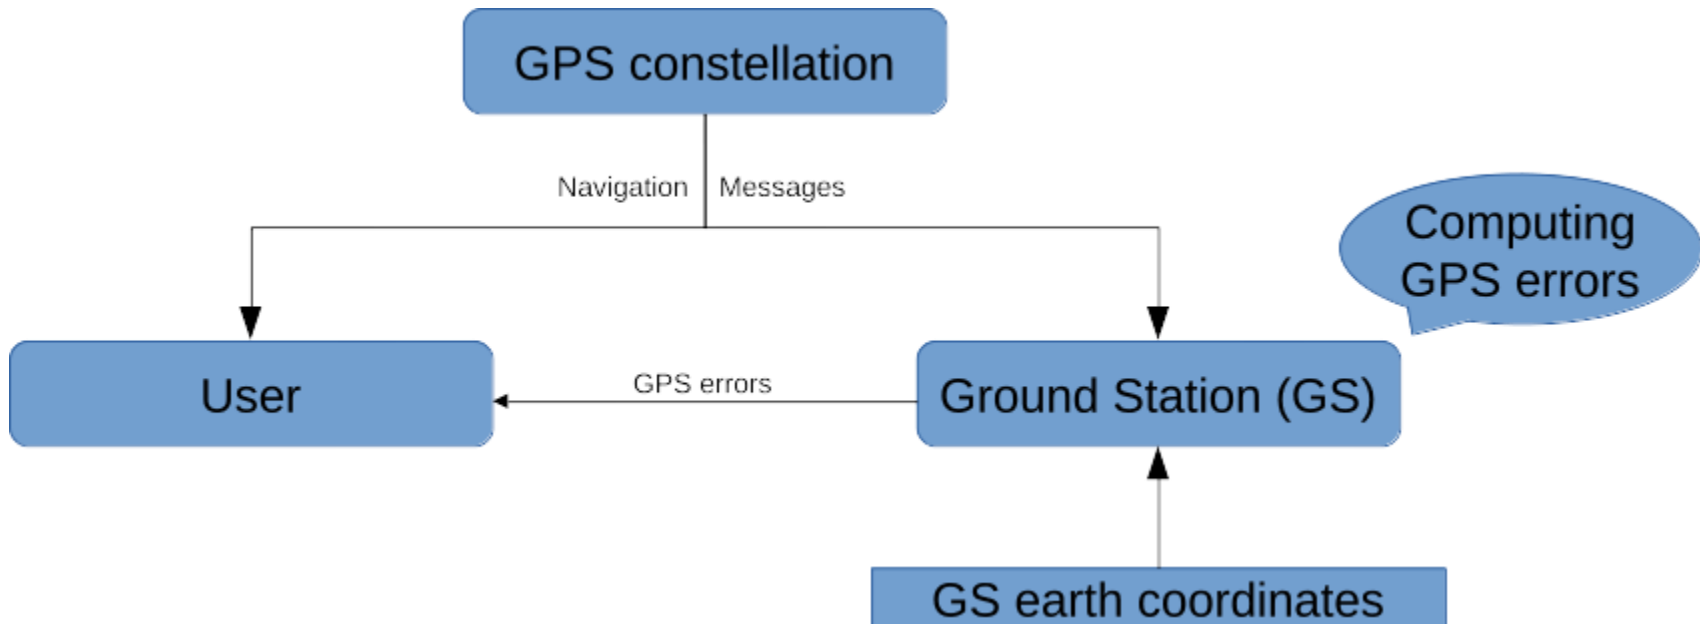 GPS constellation
Navigation Messages
Computing
GPS errors
User
GPS errors
Ground Station (GS)
GS earth coordinates